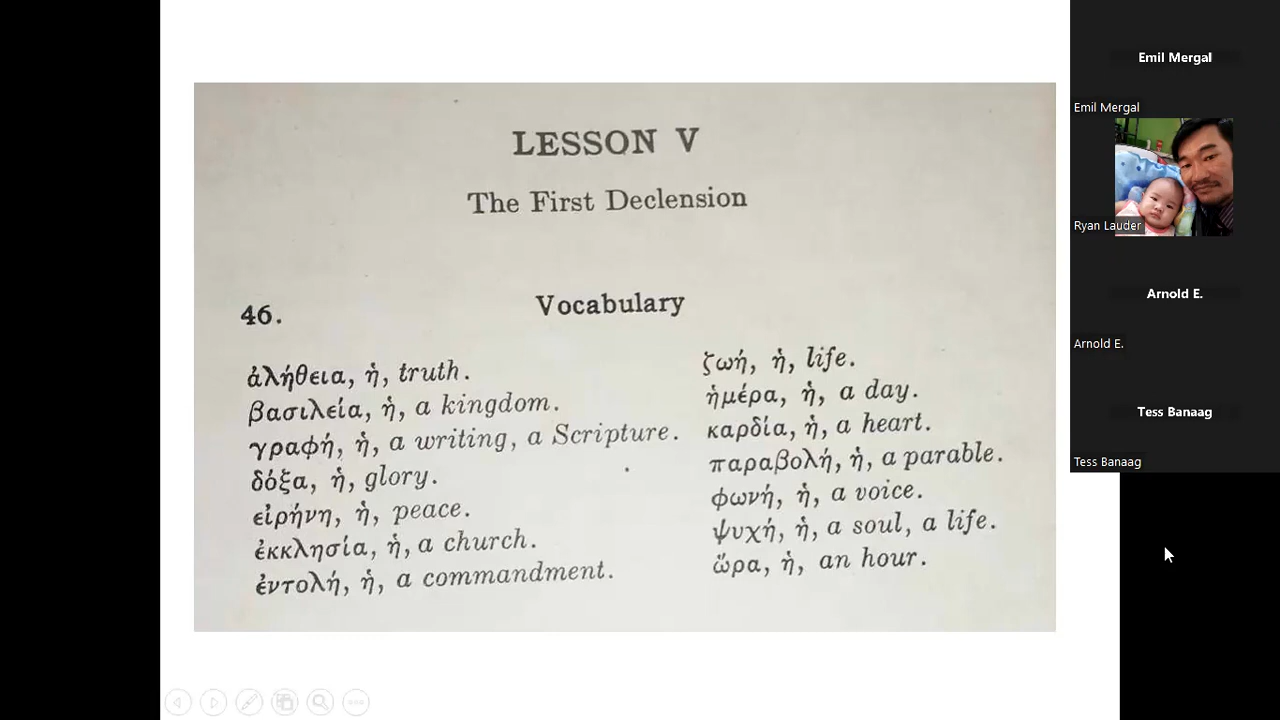 LESSON V
The First Declension
46. Vocabulary
ἀλήθεια, ἡ, truth.
βασιλεία, ἡ, a kingdom.
γραφή, ἡ, a writing, a Scripture.
δόξα, ἡ, glory.
εἰρήνη, ἡ, peace.
ἐκκλησία, ἡ, a church.
ἐντολή, ἡ, a commandment.
ζωή, ἡ, life.
ἡμέρα, ἡ, a day.
καρδία, ἡ, a heart.
παραβολή, ἡ, a parable.
φωνή, ἡ, a voice.
ψυχή, ἡ, a soul, a life.
ὥρα, ἡ, an hour.
Emil Mergal
Emil Mergal
Ryan Lauder
Arnold E.
Arnold E.
Tess Banaag
Tess Banaag